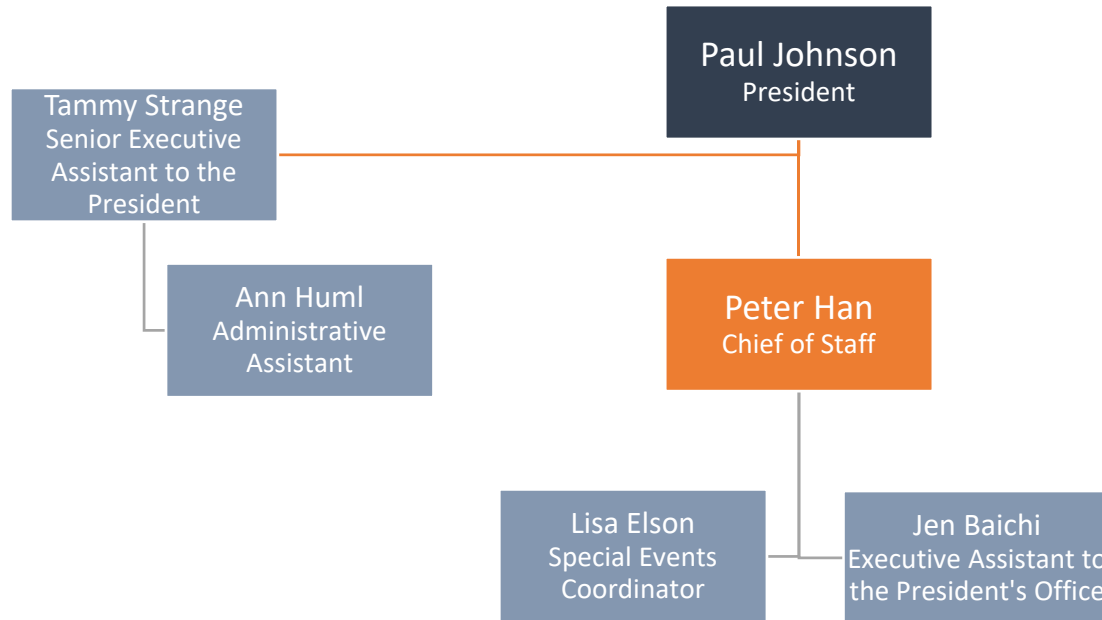 Paul Johnson
President
Tammy Strange
Senior Executive
Assistant to the
President
Ann Huml
Administrative
Assistant
Peter Han
Chief of Staff
Lisa Elson
Special Events
Coordinator
Jen Baichi
Executive Assistant to
the President's Office